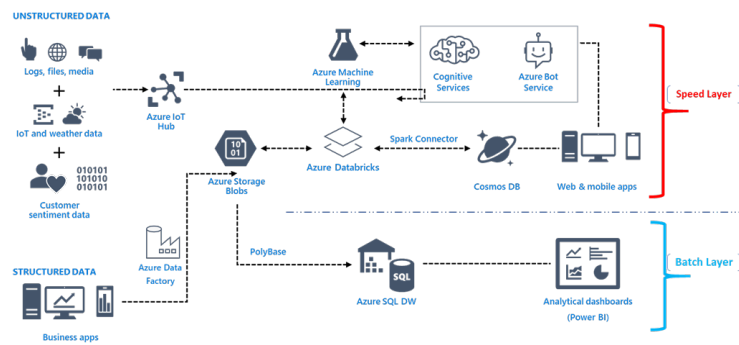 UNSTRUCTURED DATA
Logs, files, media
IoT and weather data
010101
101010
010101
Customer
sentiment data
Azure IoT
Hub
Azure Machine
Learning
Cognitive
Services
Azure Bot
Service
Speed Layer
10
01
Azure Storage
Blobs
Azure Databricks
Spark Connector
Cosmos DB
Web & mobile apps
Azure Data
Factory
PolyBase
SQL
Azure SQL DW
Analytical dashboards
(Power BI)
Batch Layer
STRUCTURED DATA
Business apps